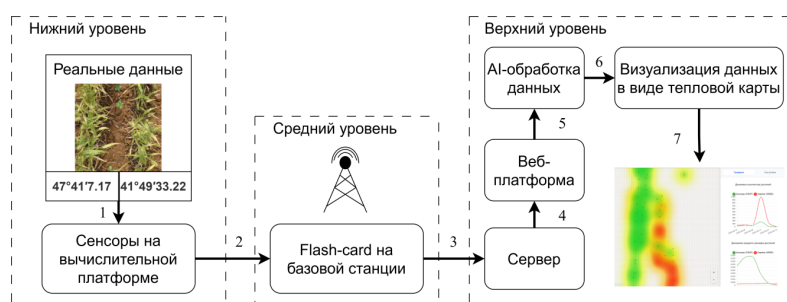 Нижний уровень
Реальные данные
47°41′7.17 41°49′33.22
1
Сенсоры на
вычислительной
платформе
2
Средний уровень
Flash-card на
базовой станции
3
Верхний уровень
Сервер
4
Веб-
платформа
5
AI-обработка
данных
6
Визуализация данных
в виде тепловой карты
7